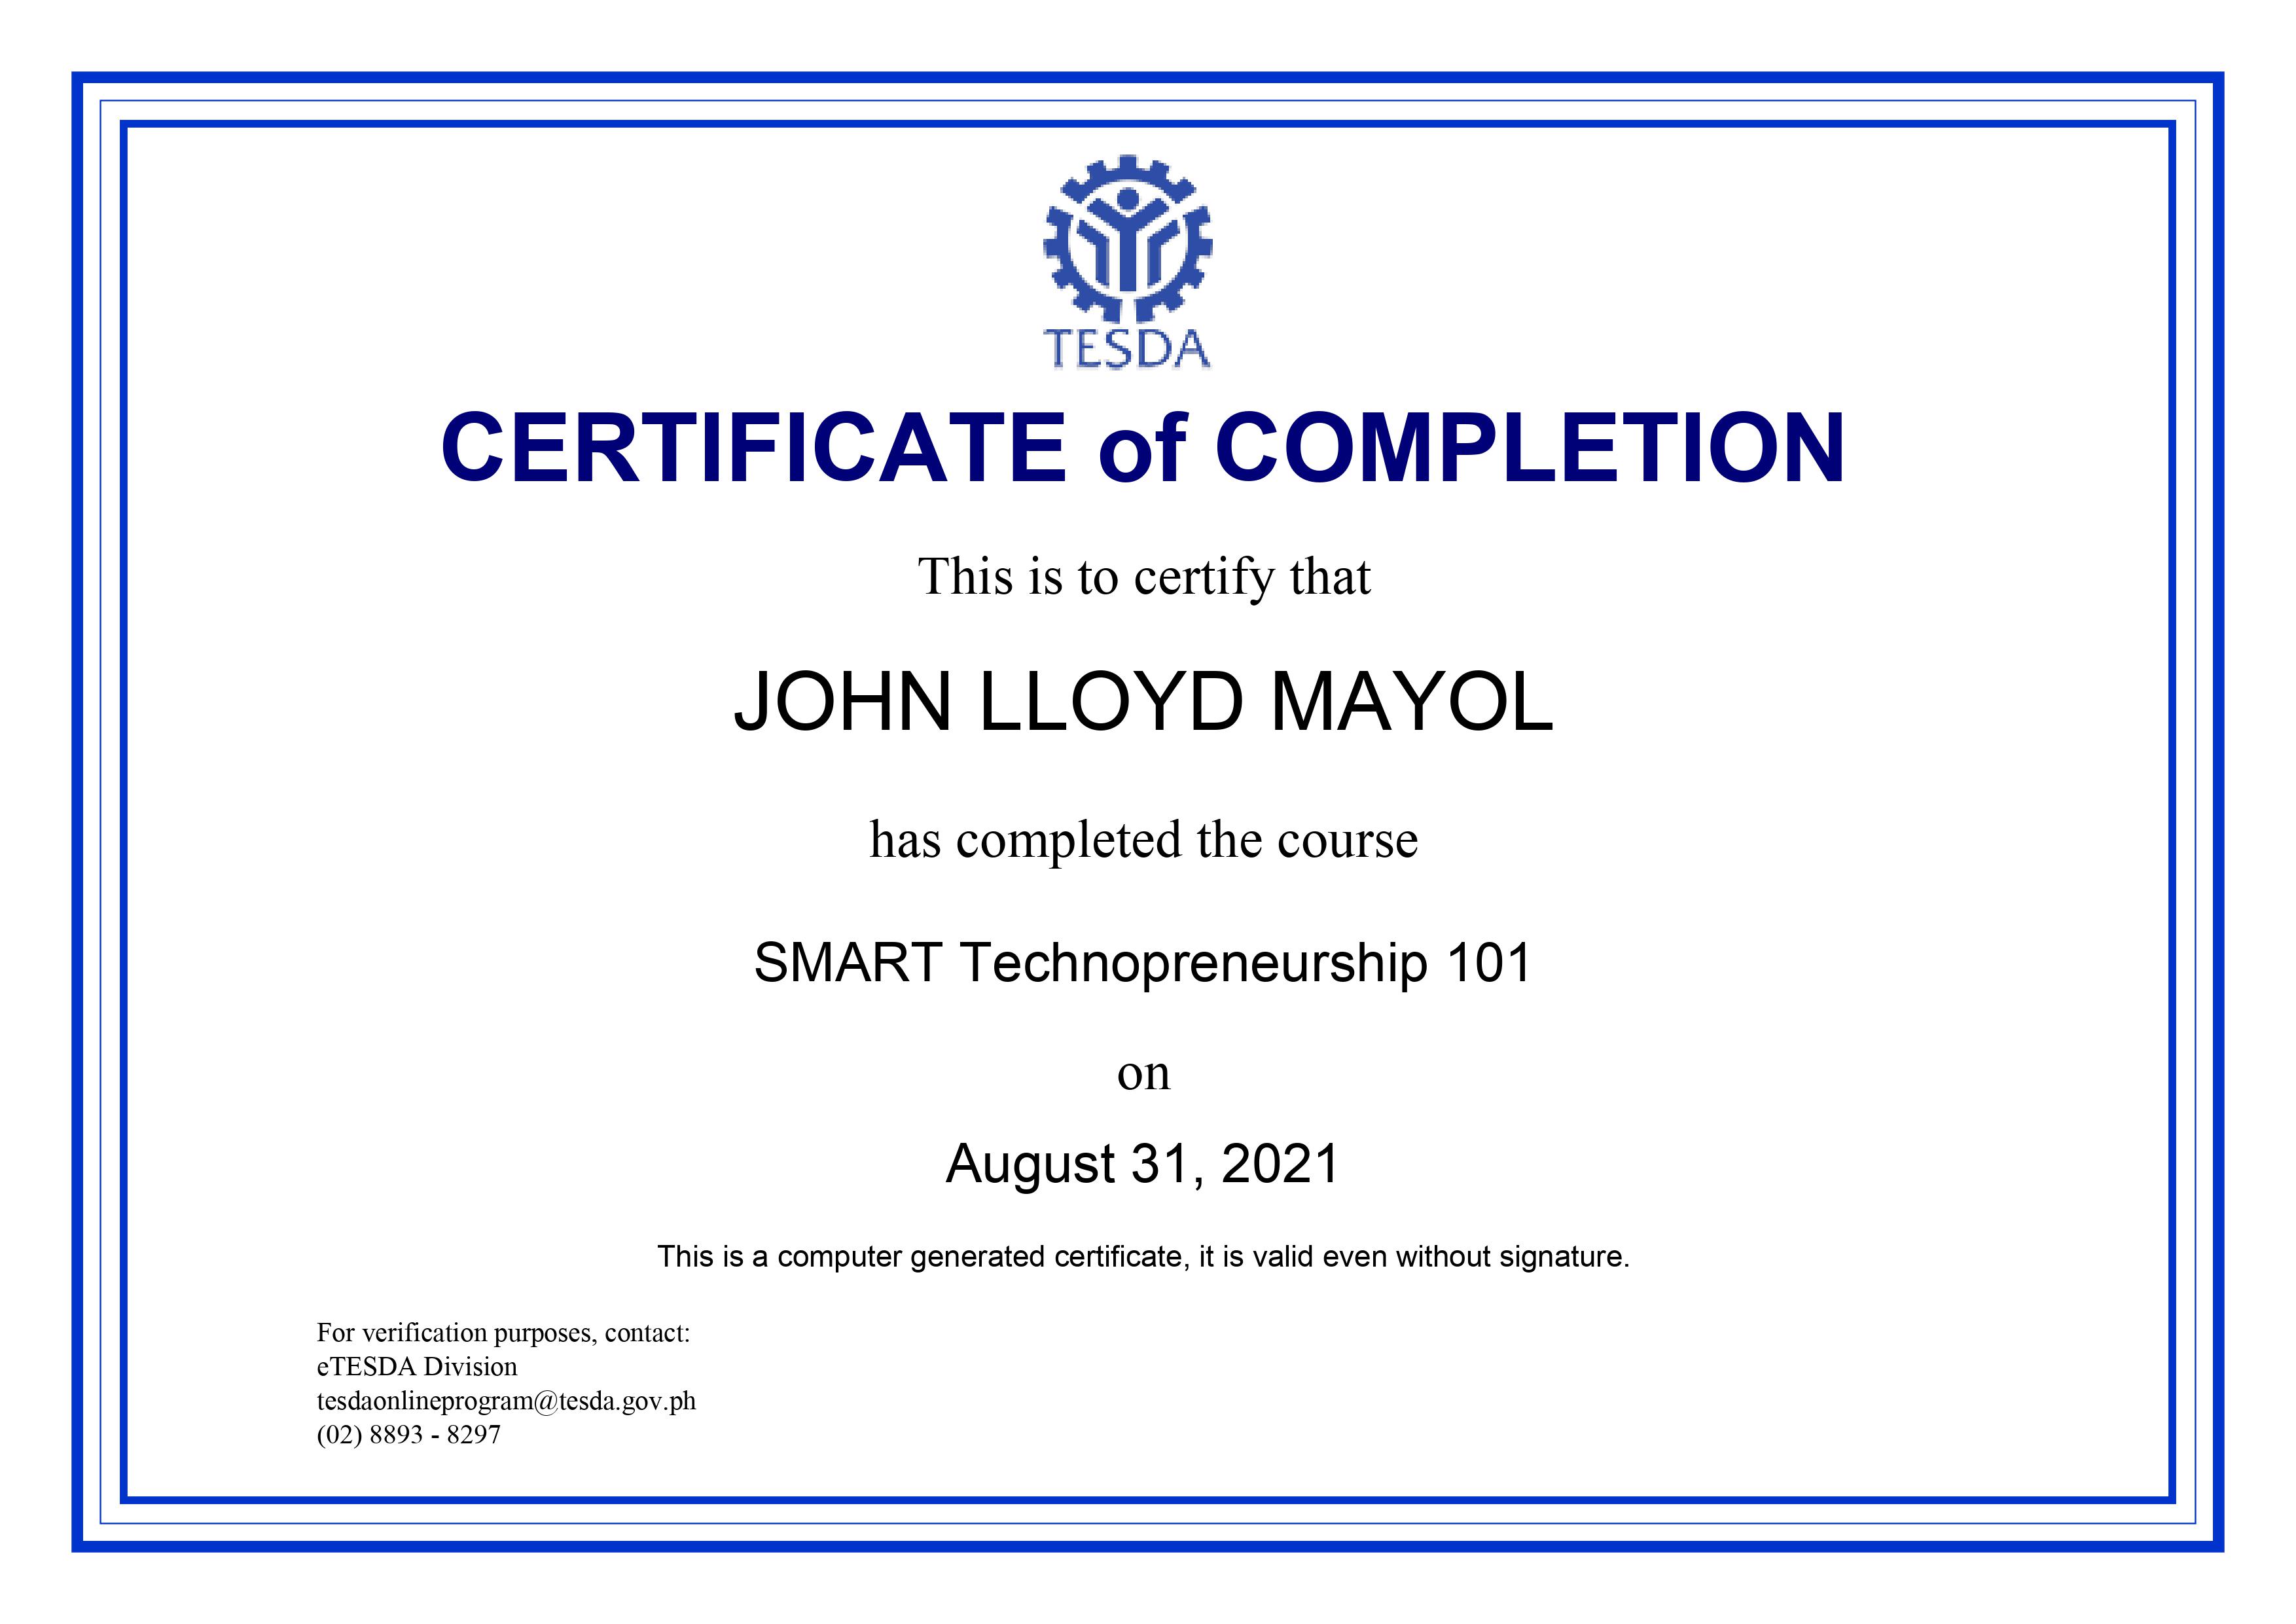 TESDA
CERTIFICATE of COMPLETION
This is to certify that
JOHN LLOYD MAYOL
has completed the course
SMART Technopreneurship 101
on
August 31, 2021
This is a computer generated certificate, it is valid even without signature.
For verification purposes, contact:
eTESDA Division
tesdaonlineprogram@tesda.gov.ph
(02) 8893 - 8297